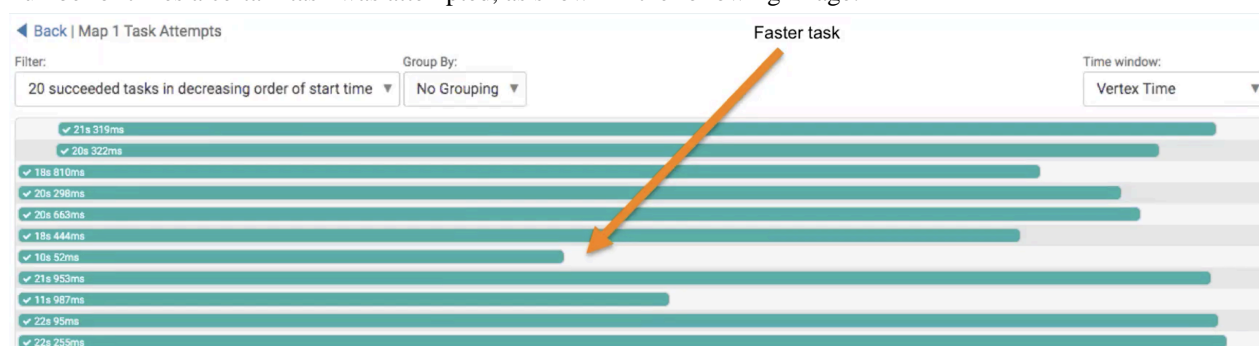 Back | Map 1 Task Attempts
Faster task
Filter:
Group By:
Time window:
20 succeeded tasks in decreasing order of start time
No Grouping
Vertex Time
21s 319ms
20s 322ms
18s 810ms
20s 298ms
20s 663ms
18s 444ms
10s 52ms
21s 953ms
11s 987ms
22s 95ms
22s 255ms